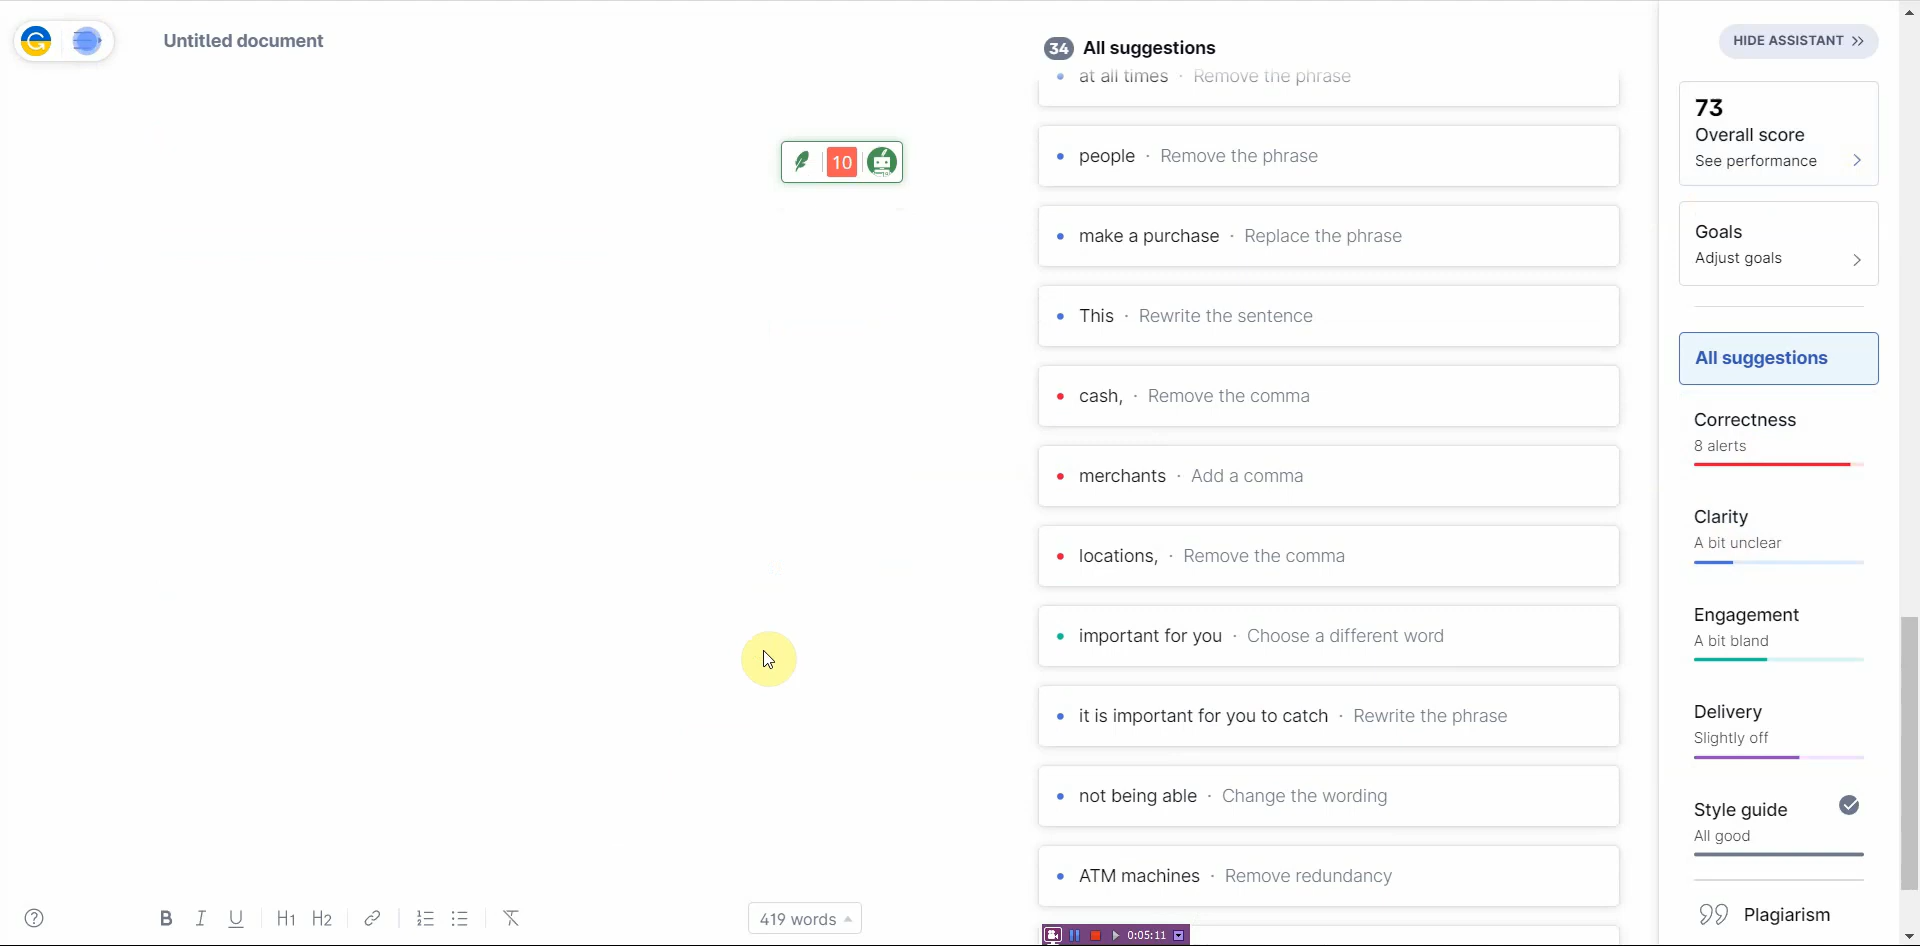 Untitled document
34 All suggestions
at all times · Remove the phrase
people · Remove the phrase
make a purchase · Replace the phrase
This · Rewrite the sentence
cash, · Remove the comma
merchants · Add a comma
locations, · Remove the comma
important for you · Choose a different word
it is important for you to catch · Rewrite the phrase
not being able · Change the wording
ATM machines · Remove redundancy
10
HIDE ASSISTANT
73
Overall score
See performance
Goals
Adjust goals
All suggestions
Correctness
8 alerts
Clarity
A bit unclear
Engagement
A bit bland
Delivery
Slightly off
Style guide
All good
Plagiarism
B I U H1 H2
419 words
0:05:11